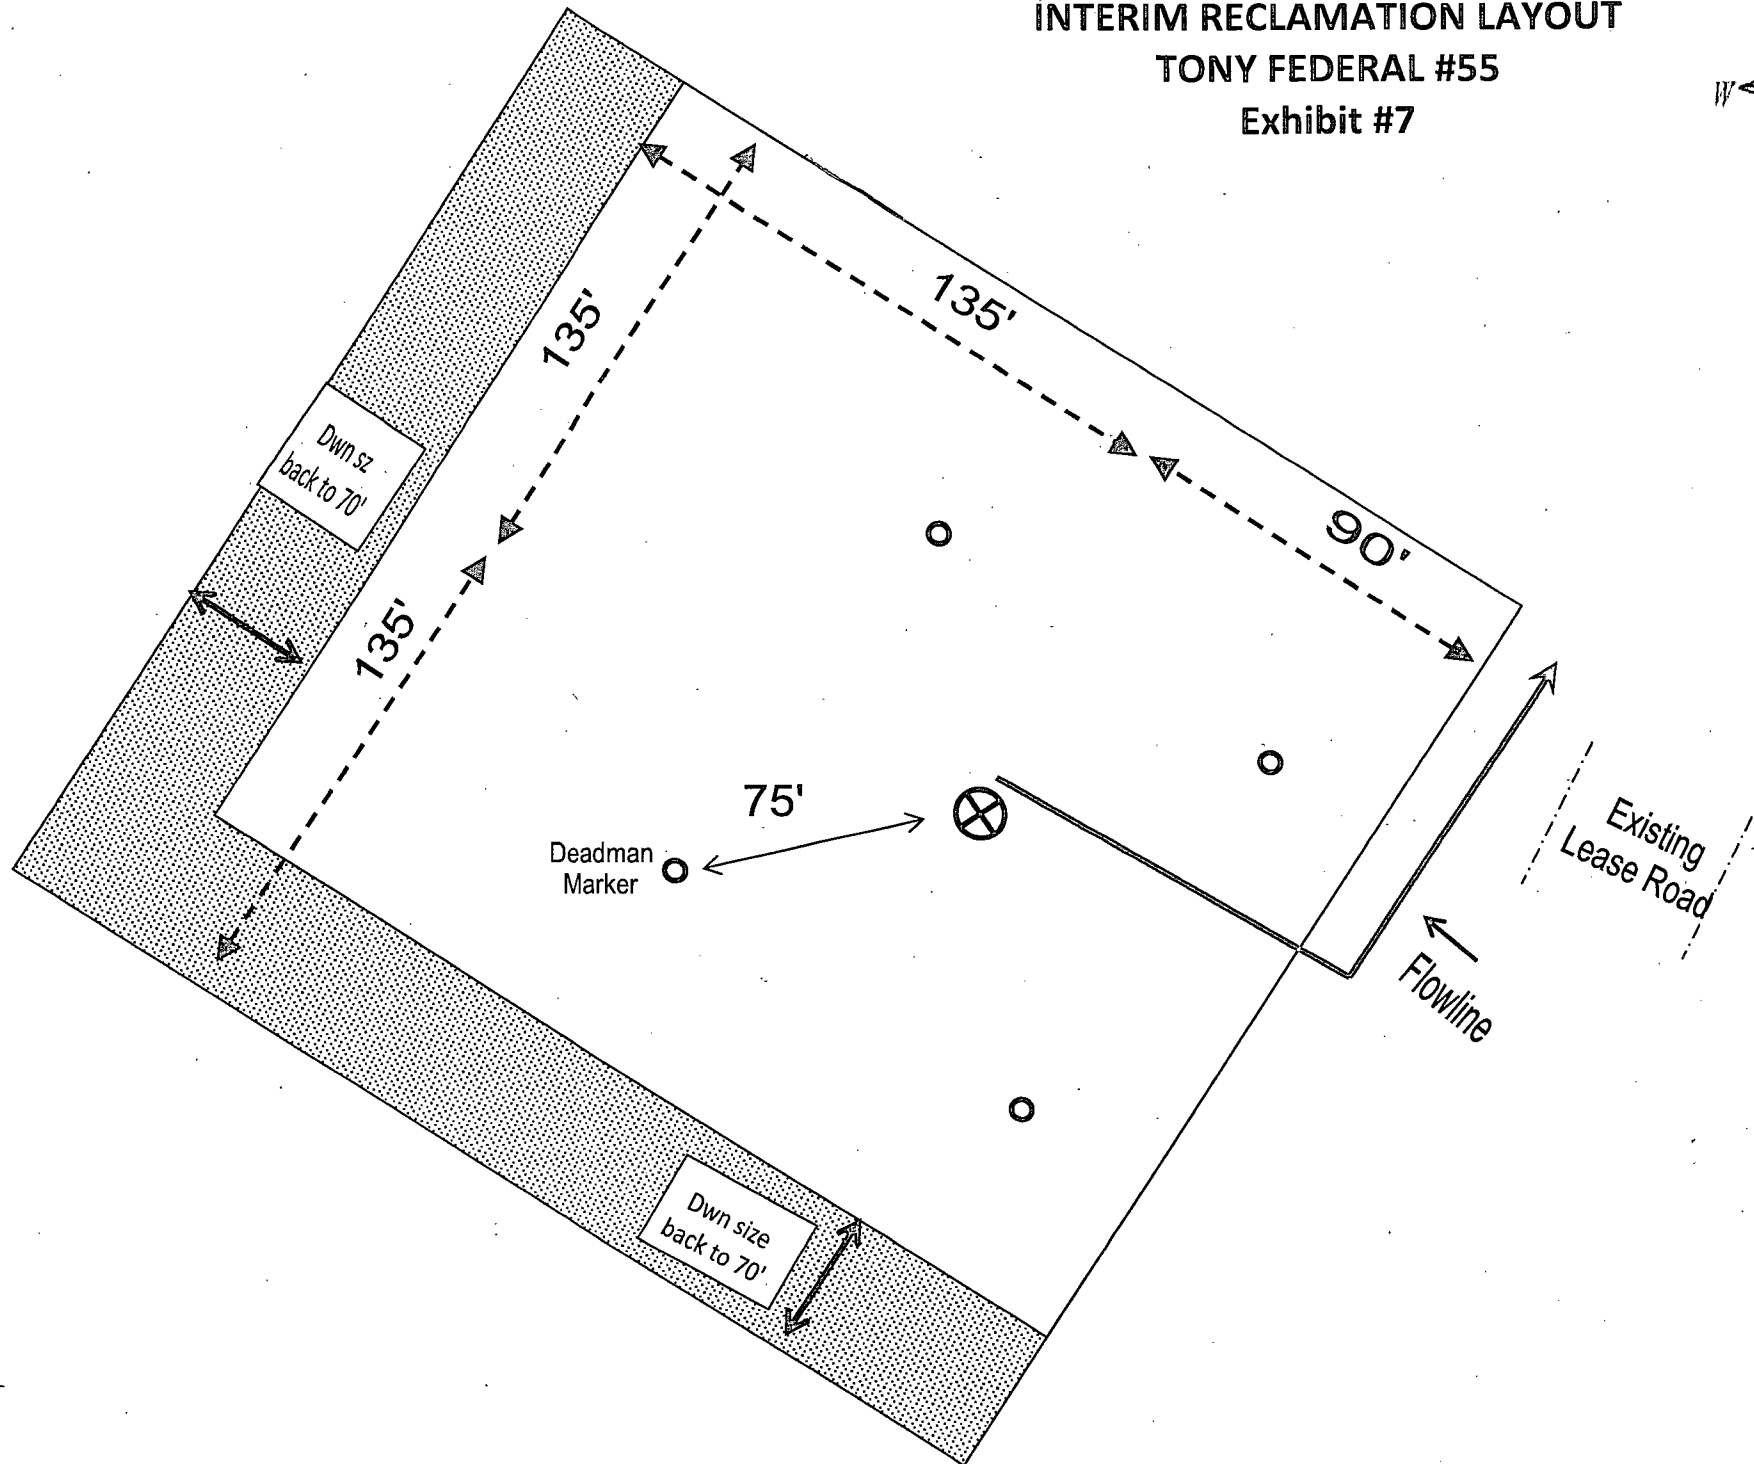 INTERIM RECLAMATION LAYOUT
TONY FEDERAL #55
Exhibit #7
W
135'
135'
90'
Dwn sz
back to 70'
135'
75'
Deadman
Marker
Existing
Lease Road
Flowline
Dwn size
back to 70'